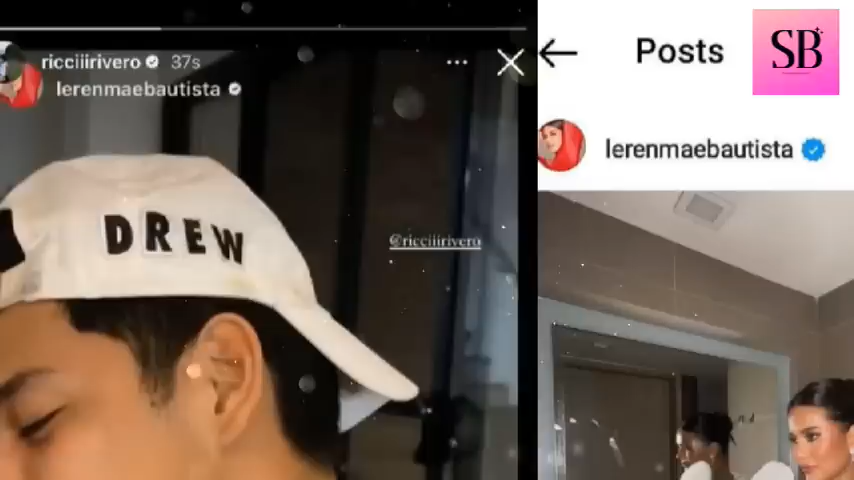 ricciiirivero 37s
lerenmaebautista
DREW
@ricciiirivero
Posts
SB
lerenmaebautista